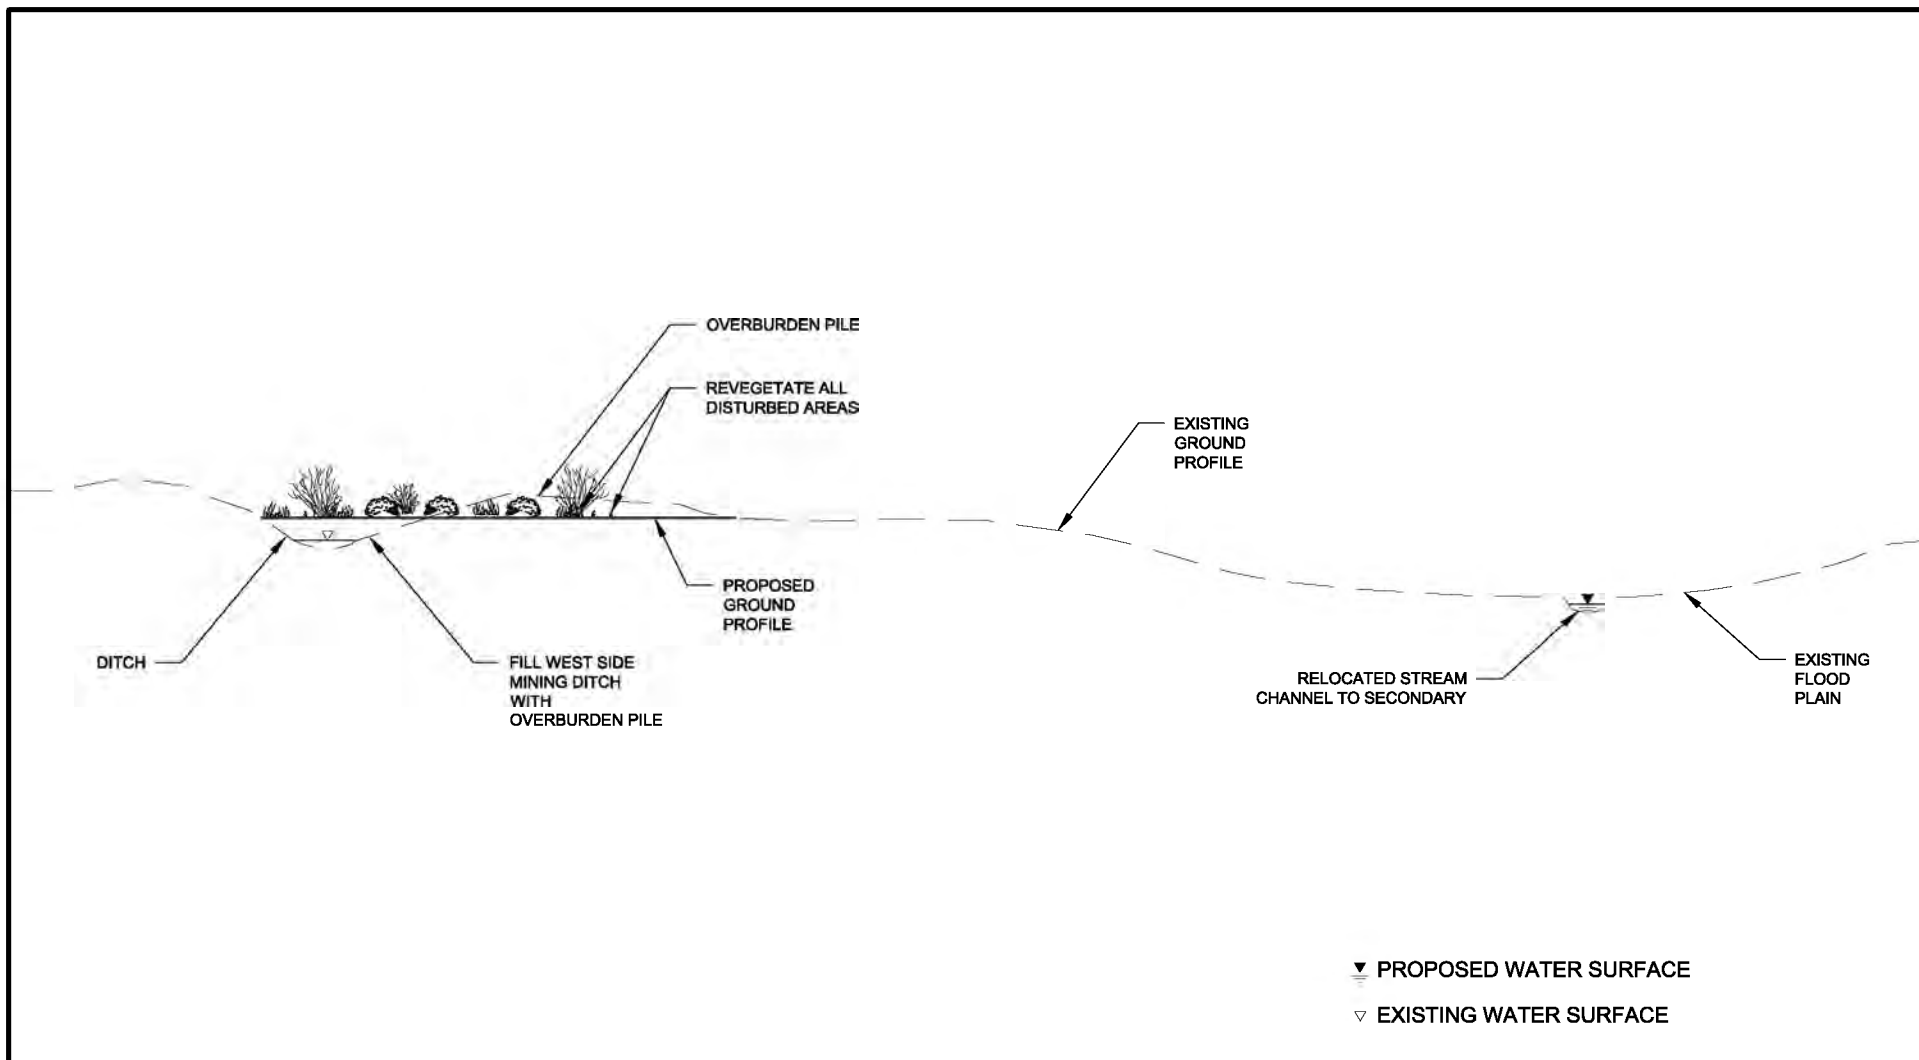 OVERBURDEN PILE
REVEGETATE ALL
DISTURBED AREAS
EXISTING
GROUND
PROFILE
PROPOSED
GROUND
PROFILE
DITCH
FILL WEST SIDE
MINING DITCH
WITH
OVERBURDEN PILE
RELOCATED STREAM
CHANNEL TO SECONDARY
EXISTING
FLOOD
PLAIN
PROPOSED WATER SURFACE
EXISTING WATER SURFACE